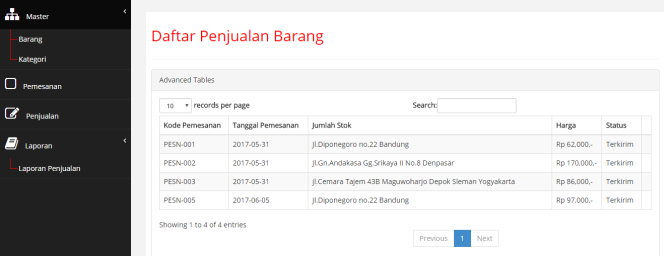 Master
Barang
Kategori
Pemesanan
Penjualan
Laporan
Laporan Penjualan
Daftar Penjualan Barang
Advanced Tables
10 records per page Search:
Kode Pemesanan Tanggal Pemesanan Jumlah Stok Harga Status
PESN-001 2017-05-31 Jl.Diponegoro no.22 Bandung Rp 62,000,- Terkirim
PESN-002 2017-05-31 Jl.Gn.Andakasa Gg.Srikaya II No.8 Denpasar Rp 170,000,- Terkirim
PESN-003 2017-05-31 Jl.Cemara Tajem 43B Maguwoharjo Depok Sleman Yogyakarta Rp 86,000,- Terkirim
PESN-005 2017-06-05 Jl.Diponegoro no.22 Bandung Rp 97,000,- Terkirim
Showing 1 to 4 of 4 entries
Previous 1 Next